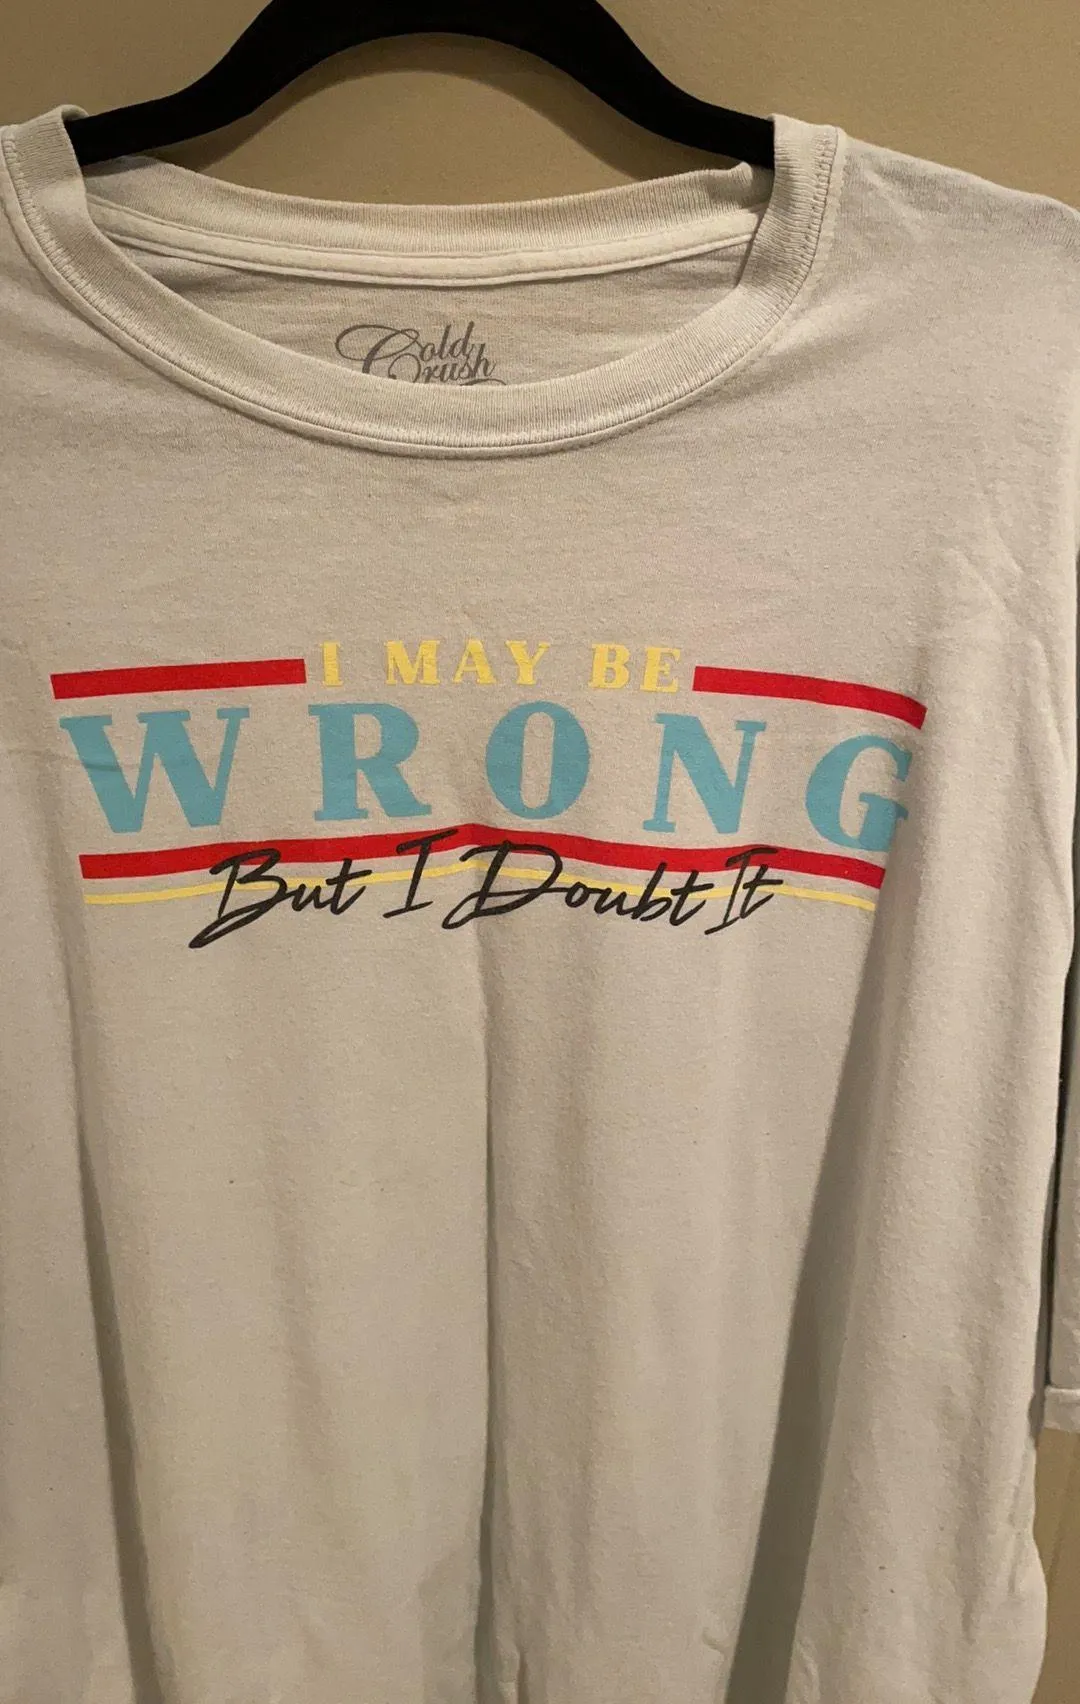 Cold
Crush
I MAY BE
WRONG
But I Doubt It